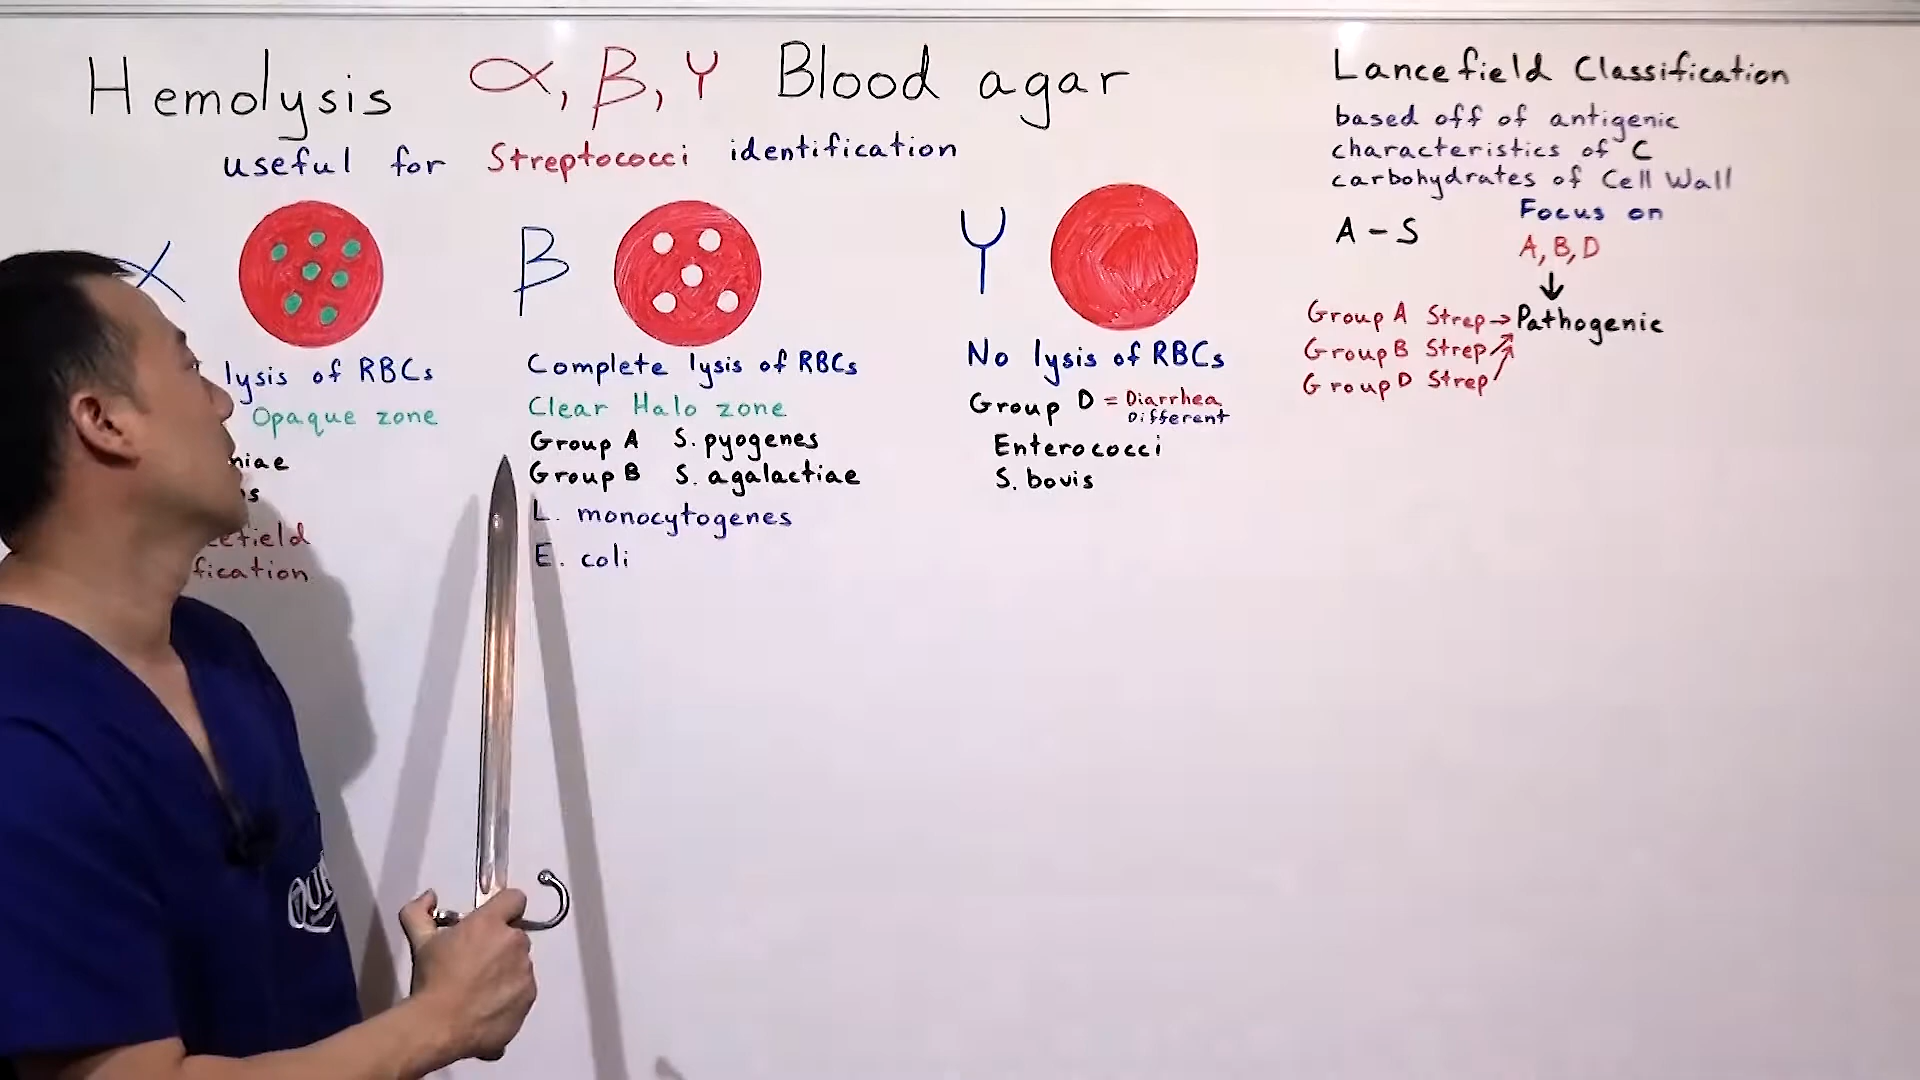 Hemolysis α, β, γ Blood agar
useful for Streptococci identification
α
lysis of RBCs
Opaque zone
β
Complete lysis of RBCs
Clear Halo zone
Group A S. pyogenes
Group B S. agalactiae
L. monocytogenes
E. coli
γ
No lysis of RBCs
Group D = Diarrhea
Different
Enterococci
S. bovis
Lancefield Classification
based off of antigenic
characteristics of C
carbohydrates of Cell Wall
A - S
Focus on
A, B, D
↓
Group A Strep → Pathogenic
Group B Strep
Group D Strep